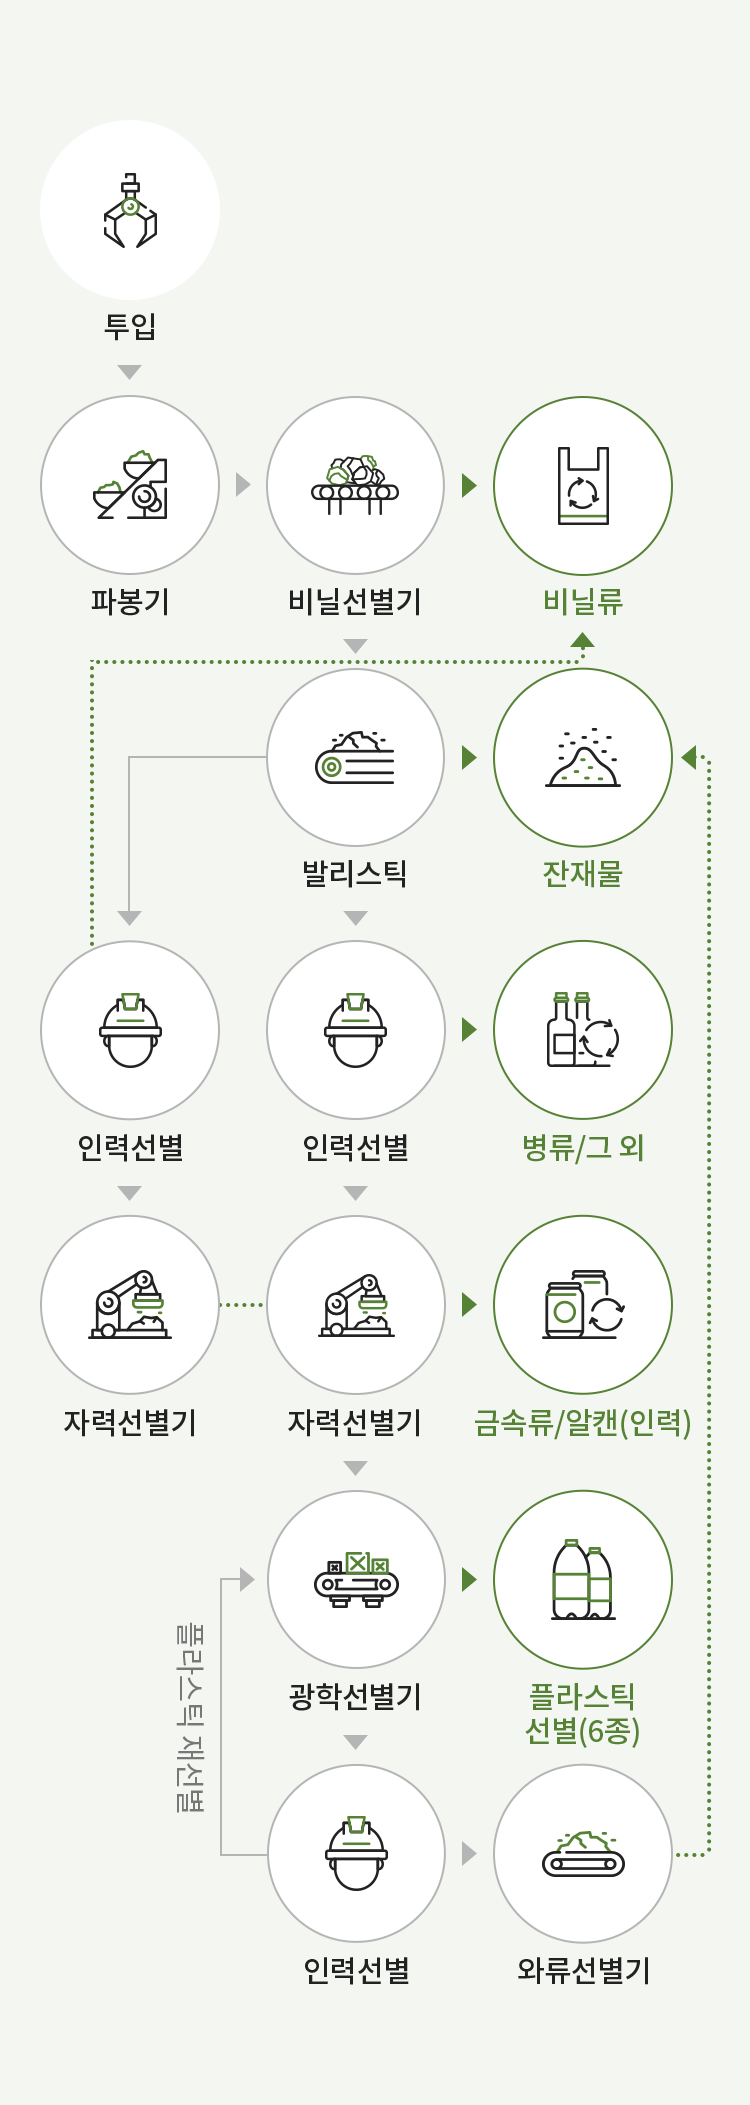 투입
파봉기
비닐선별기
비닐류
발리스틱
잔재물
인력선별
인력선별
병류/그 외
자력선별기
자력선별기
금속류/알캔(인력)
플라스틱 재선별
광학선별기
플라스틱
선별(6종)
인력선별
와류선별기